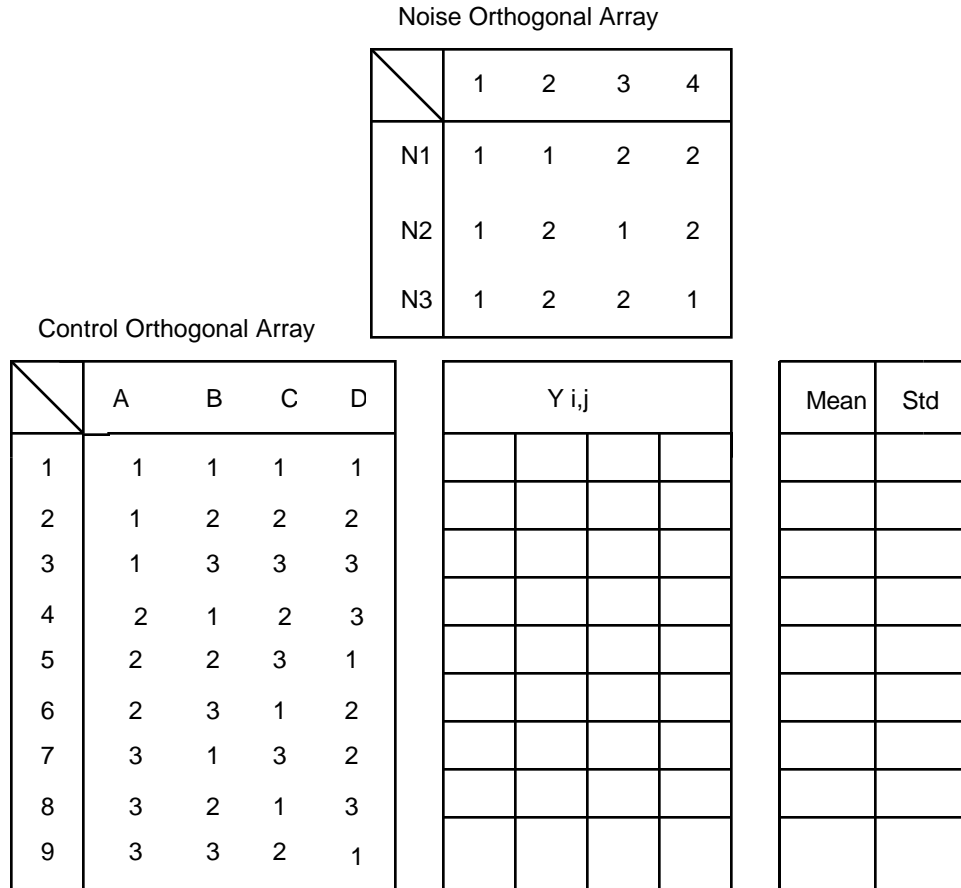 Noise Orthogonal Array
1 2 3 4
N1 1 1 2 2
N2 1 2 1 2
N3 1 2 2 1
Control Orthogonal Array
A B C D
1 1 1 1 1
2 1 2 2 2
3 1 3 3 3
4 2 1 2 3
5 2 2 3 1
6 2 3 1 2
7 3 1 3 2
8 3 2 1 3
9 3 3 2 1
Y i,j
Mean Std